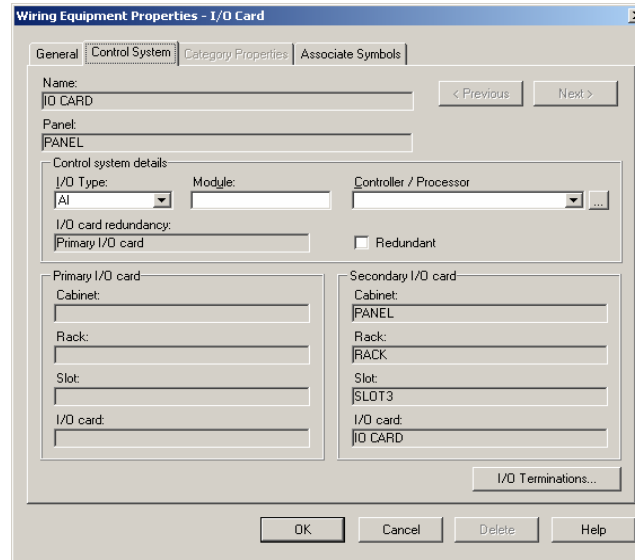 Wiring Equipment Properties - I/O Card
General Control System Category Properties Associate Symbols
Name:
IO CARD
< Previous Next >
Panel:
PANEL
Control system details
I/O Type: Module: Controller / Processor
AI ...
I/O card redundancy:
Primary I/O card Redundant
Primary I/O card
Cabinet:
Rack:
Slot:
I/O card:
Secondary I/O card
Cabinet:
PANEL
Rack:
RACK
Slot:
SLOT3
I/O card:
IO CARD
I/O Terminations...
OK Cancel Delete Help